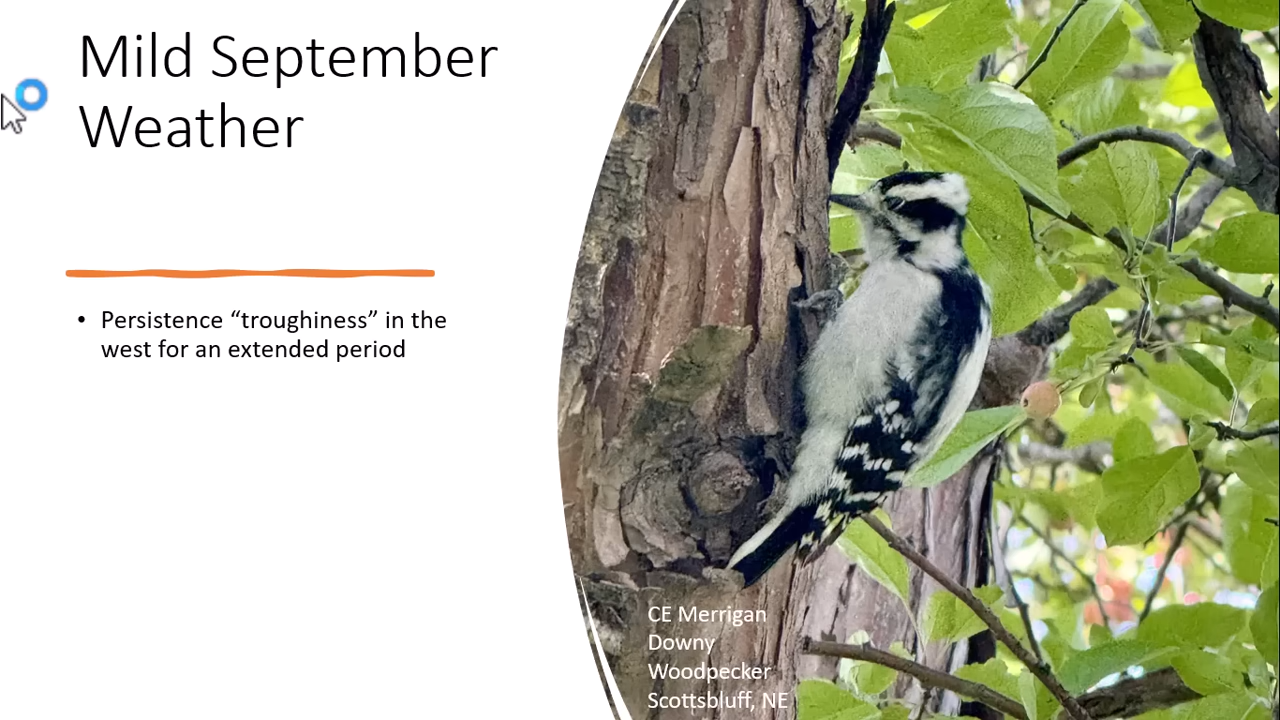 Mild September
Weather
• Persistence “troughiness” in the
west for an extended period
CE Merrigan
Downy
Woodpecker
Scottsbluff, NE